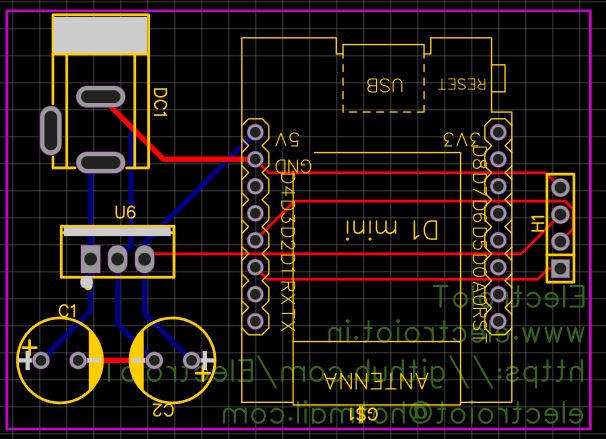 DC1
USB
RESET
5V
3V3
GND
D8
D4
D7
D3
D6
D2
D5
D1
D0
RX
A0
TX
RST
D1 mini
H1
U6
C1
C2
ElectroIoT
www.electroiot.in
https://github.com/ElectroIoT
electroiot@hotmail.com
ANTENNA
GS1